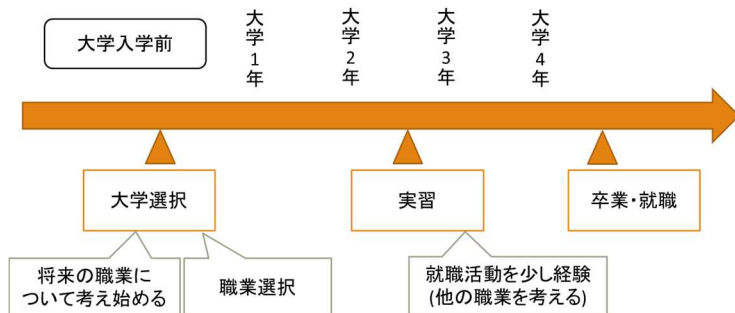 大学入学前
大学1年
大学2年
大学3年
大学4年
大学選択
実習
卒業・就職
将来の職業に
ついて考え始める
職業選択
就職活動を少し経験
(他の職業を考える)